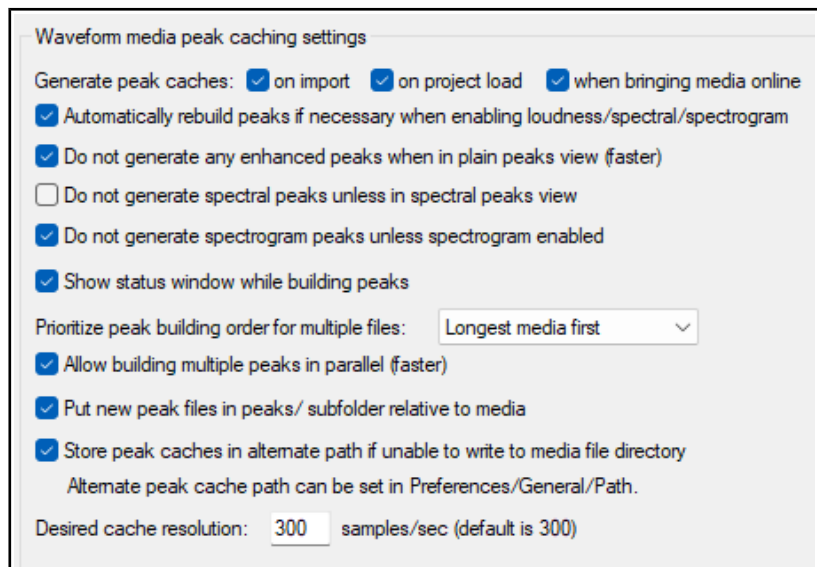 Waveform media peak caching settings
Generate peak caches: on import on project load when bringing media online
Automatically rebuild peaks if necessary when enabling loudness/spectral/spectrogram
Do not generate any enhanced peaks when in plain peaks view (faster)
Do not generate spectral peaks unless in spectral peaks view
Do not generate spectrogram peaks unless spectrogram enabled
Show status window while building peaks
Prioritize peak building order for multiple files: Longest media first
Allow building multiple peaks in parallel (faster)
Put new peak files in peaks/ subfolder relative to media
Store peak caches in alternate path if unable to write to media file directory
Alternate peak cache path can be set in Preferences/General/Path.
Desired cache resolution: 300 samples/sec (default is 300)